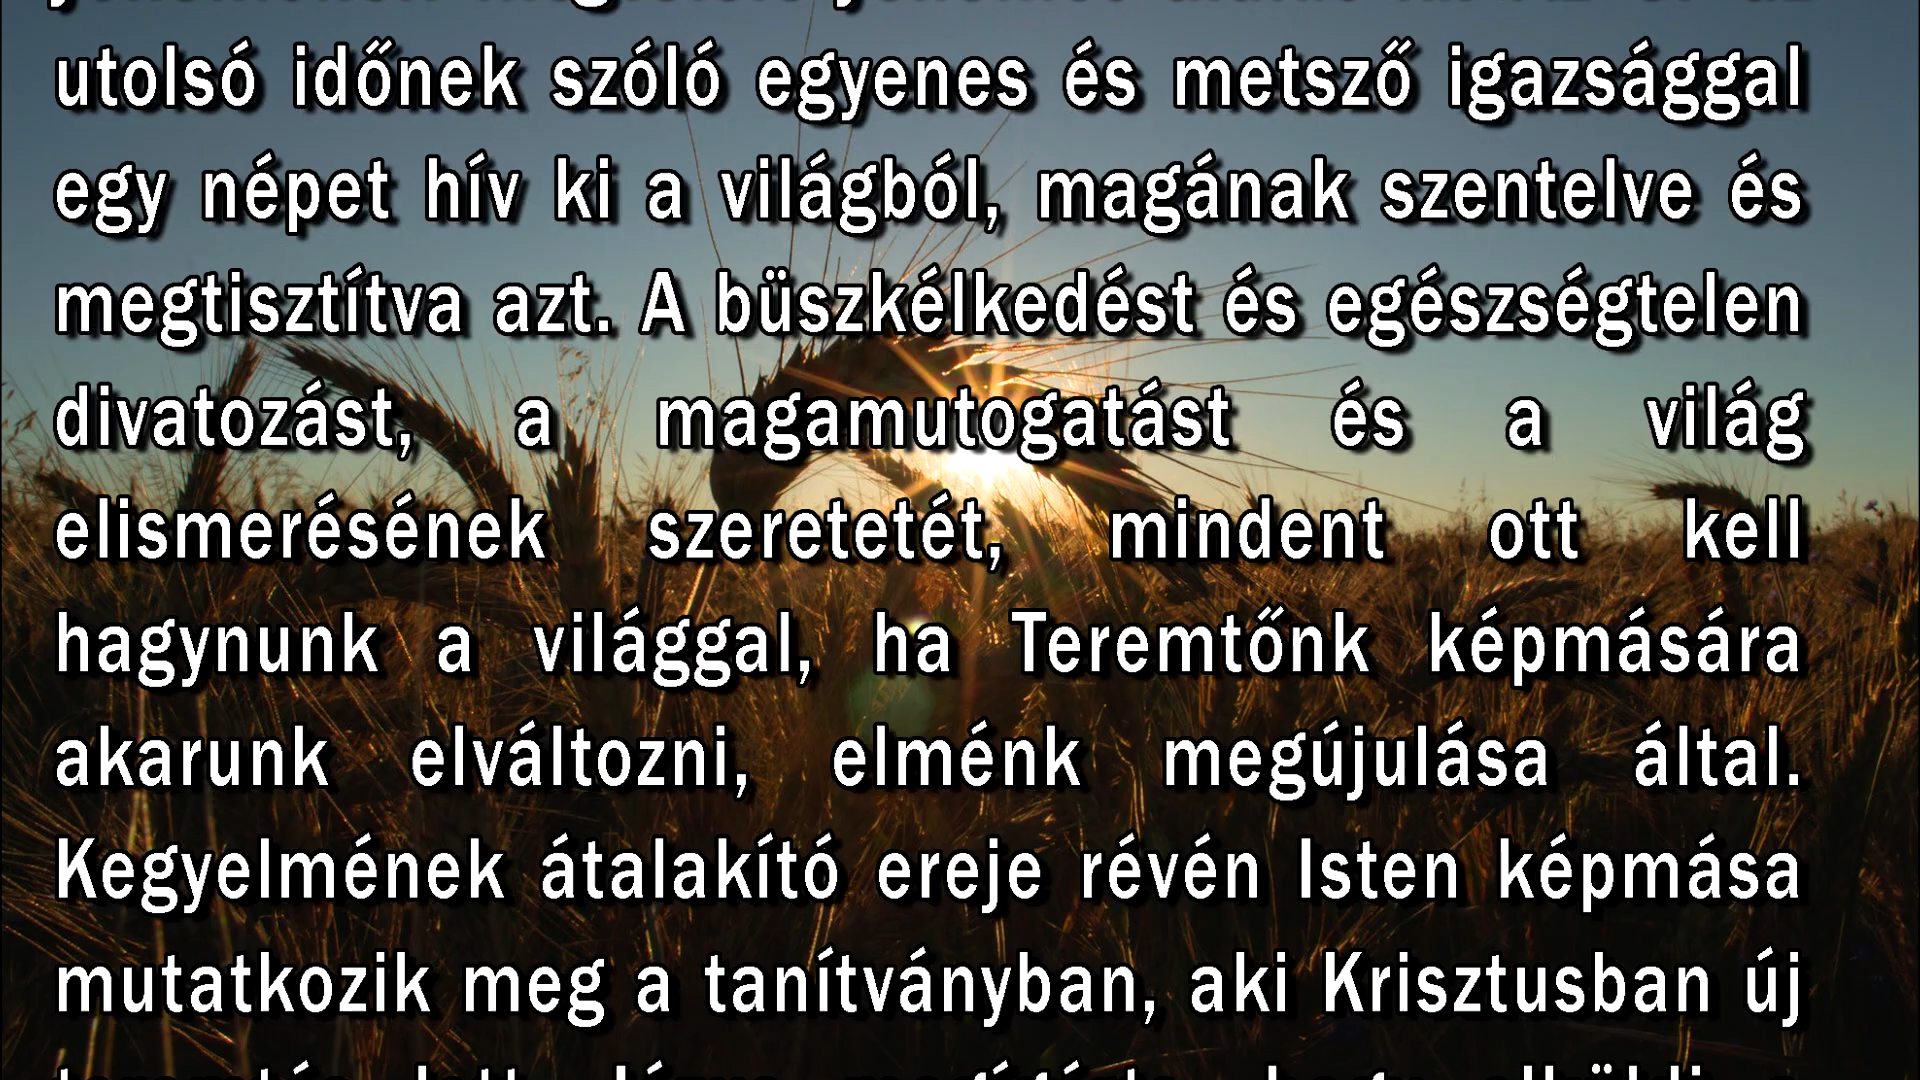 utolsó időnek szóló egyenes és metsző igazsággal
egy népet hív ki a világból, magának szentelve és
megtisztítva azt. A büszkélkedést és egészségtelen
divatozást, a magamutogatást és a világ
elismerésének szeretetét, mindent ott kell
hagynunk a világgal, ha Teremtőnk képmására
akarunk elváltozni, elménk megújulása által.
Kegyelmének átalakító ereje révén Isten képmása
mutatkozik meg a tanítványban, aki Krisztusban új